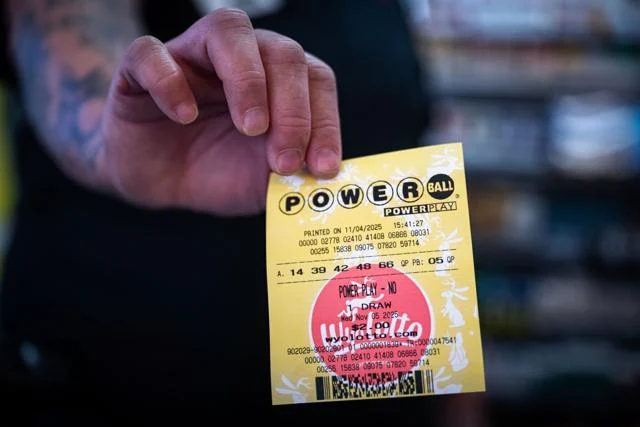 POWERBALL
POWERPLAY
PRINTED ON 11/04/2025 15:41:27
00000 02778 02410 41408 06866 08031
00255 15838 09075 07820 59714
A. 14 39 42 48 66 QP PB: 05 QP
POWER PLAY - NO
1 DRAW
Wed Nov 05 2025
$2.00
wyolotto.com
00000 02778 02410 41408 06866 08031
00255 15838 09075 07820 59714